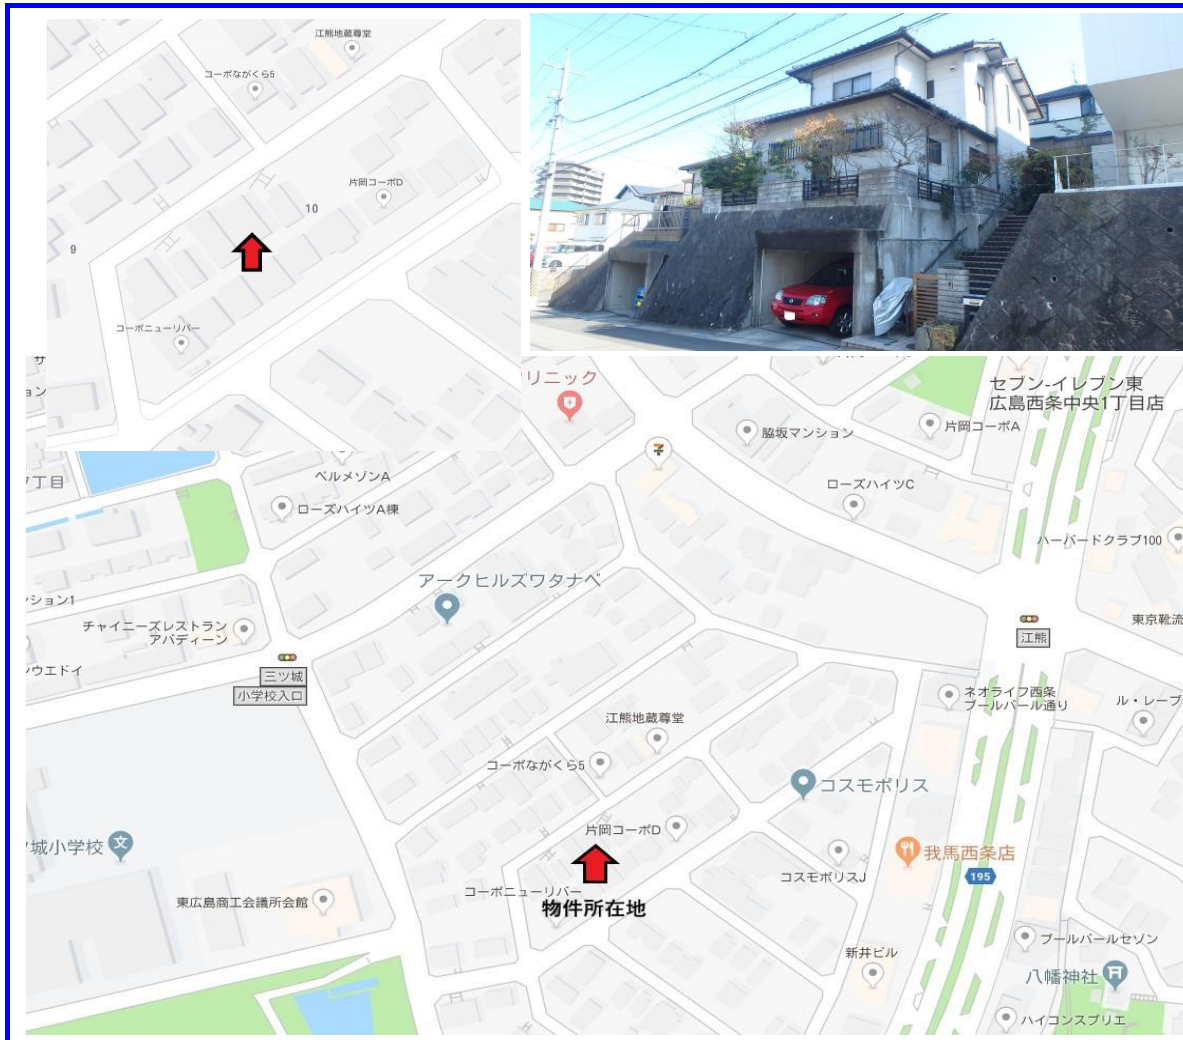 江熊地蔵尊堂
コーポながくら5
片岡コーポD
10
9
コーポニューリバー
サ
ョン
リニック
セブン-イレブン東
広島西条中央1丁目店
脇坂マンション
片岡コーポA
丁目
ベルメゾンA
ローズハイツA棟
ローズハイツC
ハーバードクラブ100
アークヒルズワタナベ
ンション1
チャイニーズレストラン
アバディーン
江熊
東京靴流
ウエドイ
三ツ城
小学校入口
ネオライフ西条
ブールバール通り
ル・レーブ
江熊地蔵尊堂
コーポながくら5
コスモポリス
片岡コーポD
ツ城小学校
文
我馬西条店
コスモポリスJ
195
コーポニューリバー
東広島商工会議所会館
物件所在地
ブールバールセゾン
新井ビル
八幡神社
ハイコンスプリエ